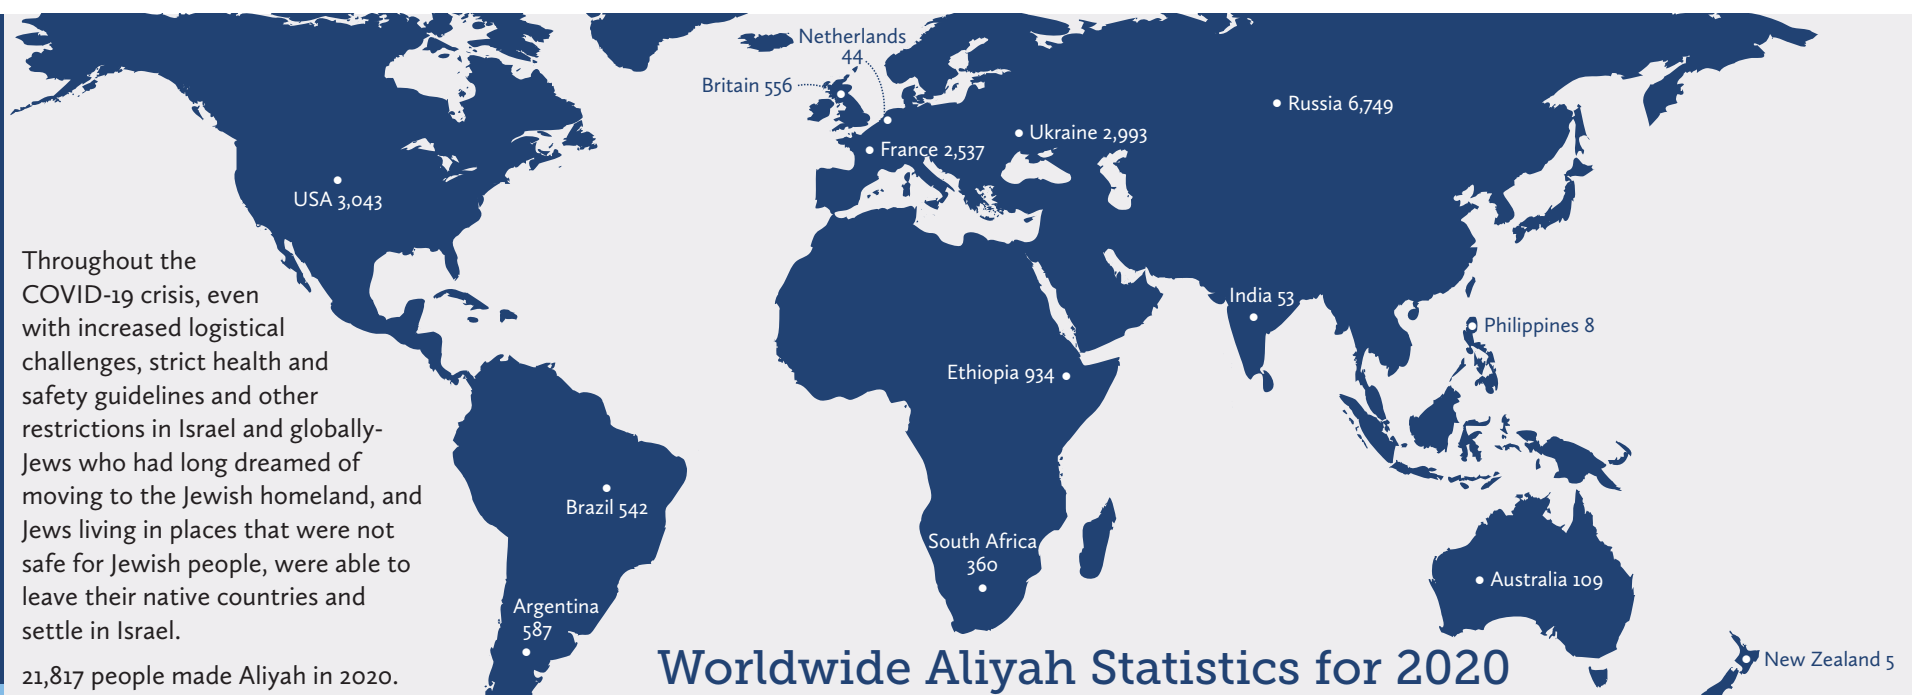 Netherlands
44
Britain 556
Russia 6,749
Ukraine 2,993
France 2,537
USA 3,043
Throughout the
COVID-19 crisis, even
with increased logistical
challenges, strict health and
safety guidelines and other
restrictions in Israel and globally-
Jews who had long dreamed of
moving to the Jewish homeland, and
Jews living in places that were not
safe for Jewish people, were able to
leave their native countries and
settle in Israel.
21,817 people made Aliyah in 2020.
India 53
Philippines 8
Ethiopia 934
Brazil 542
South Africa
360
Australia 109
Argentina
587
New Zealand 5
Worldwide Aliyah Statistics for 2020